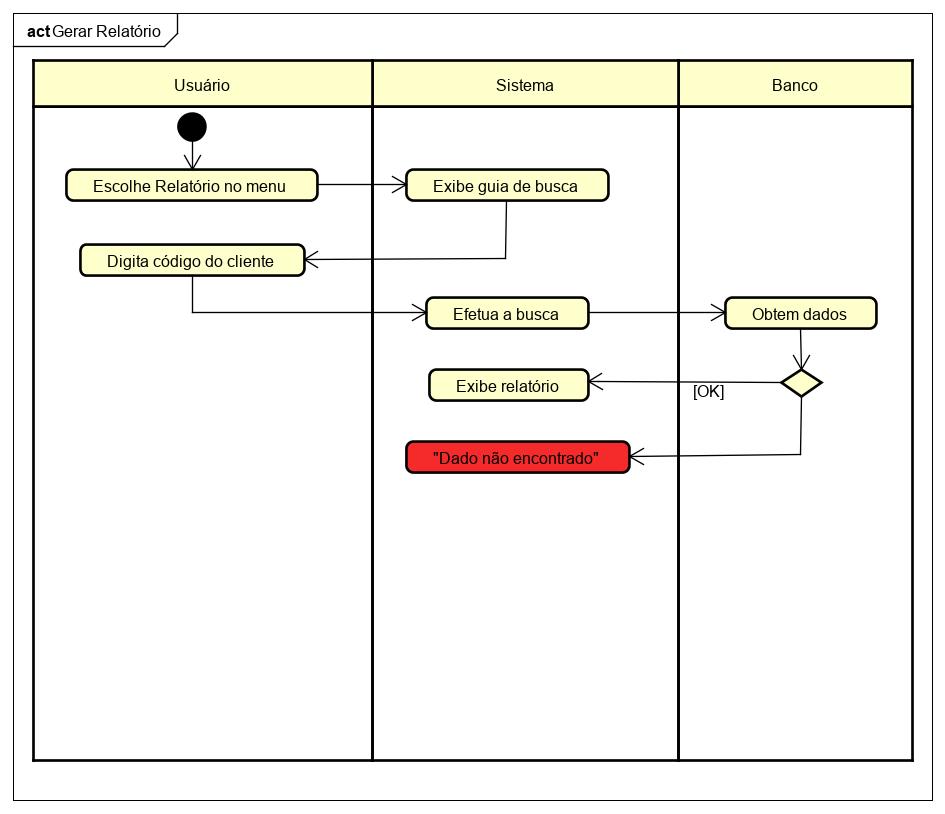 act Gerar Relatório
Usuário
Sistema
Banco
Escolhe Relatório no menu
Exibe guia de busca
Digita código do cliente
Efetua a busca
Obtem dados
Exibe relatório
[OK]
"Dado não encontrado"